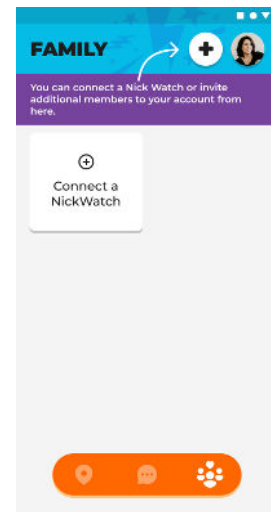 FAMILY
You can connect a Nick Watch or invite
additional members to your account from
here.
Connect a
NickWatch